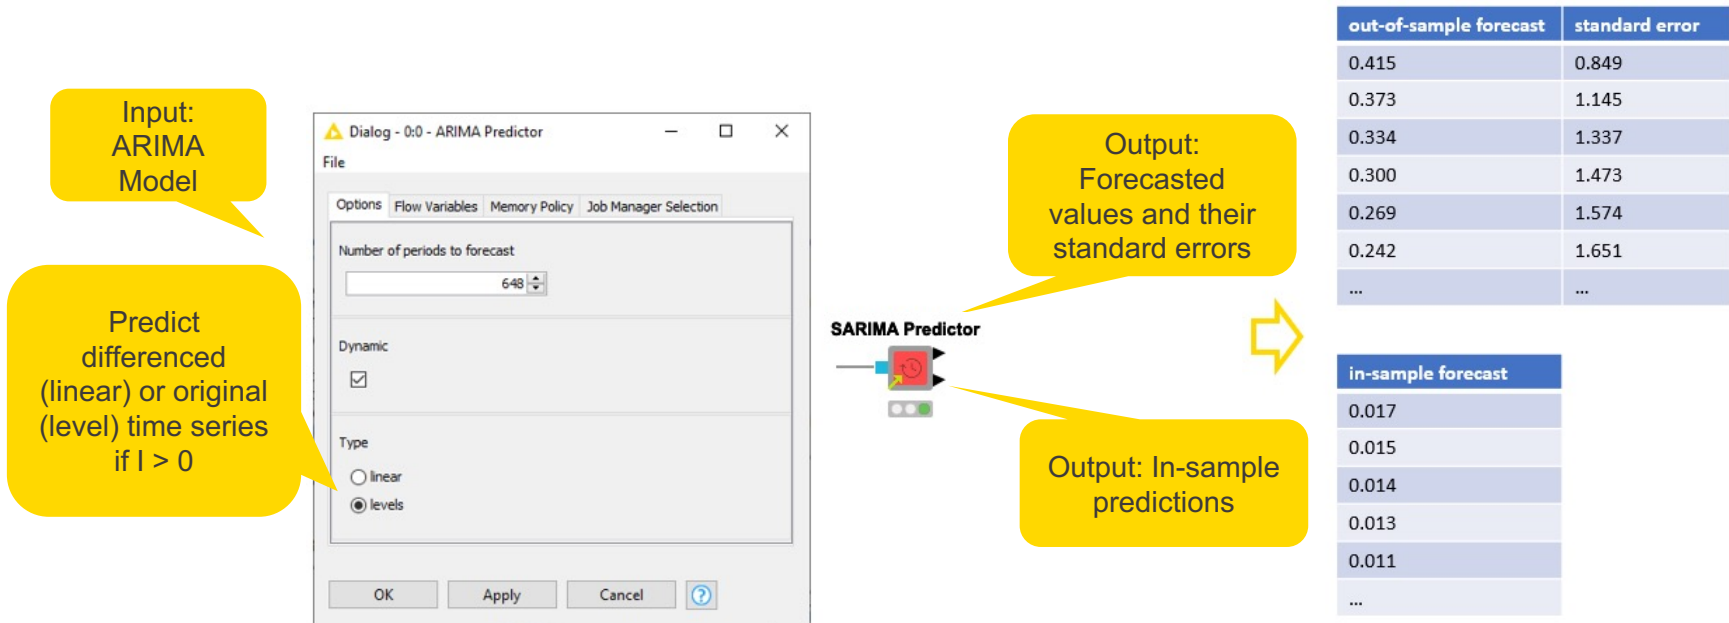 Input:
ARIMA
Model
Predict
differenced
(linear) or original
(level) time series
if I > 0
Dialog - 0:0 - ARIMA Predictor
File
Options Flow Variables Memory Policy Job Manager Selection
Number of periods to forecast
648
Dynamic
Type
linear
levels
OK Apply Cancel ?
SARIMA Predictor
Output:
Forecasted
values and their
standard errors
Output: In-sample
predictions
out-of-sample forecast standard error
0.415 0.849
0.373 1.145
0.334 1.337
0.300 1.473
0.269 1.574
0.242 1.651
... ...
in-sample forecast
0.017
0.015
0.014
0.013
0.011
...